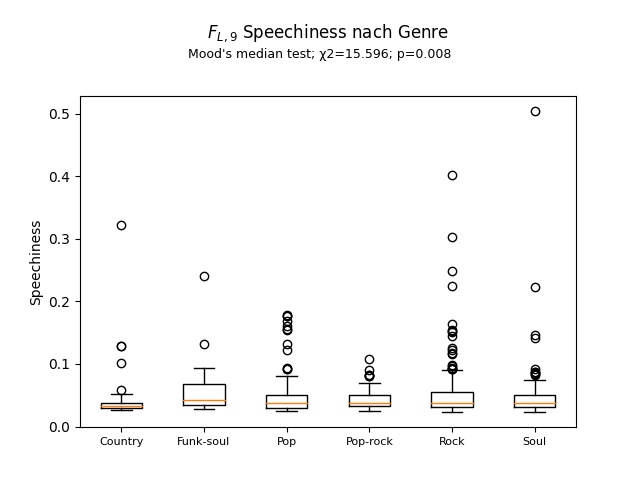 F_{L,9} Speechiness nach Genre
Mood's median test; χ2=15.596; p=0.008
0.5
0.4
0.3
0.2
0.1
0.0
Speechiness
Country Funk-soul Pop Pop-rock Rock Soul